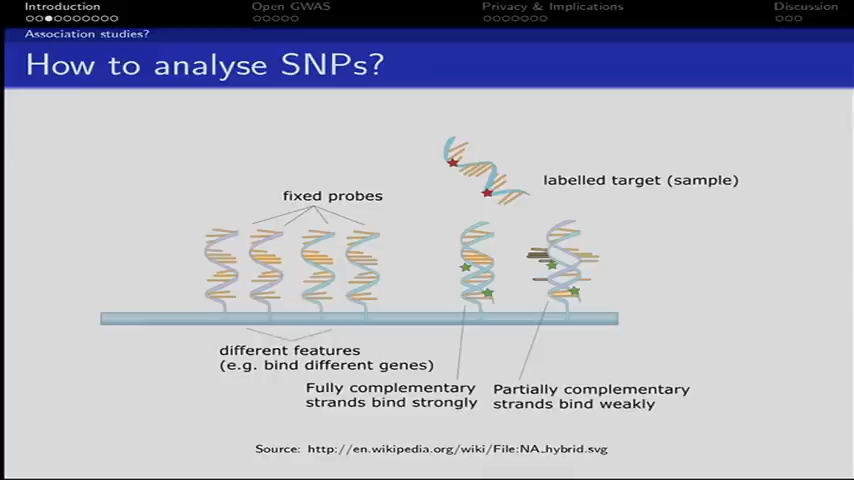 Introduction
Open GWAS
Privacy & Implications
Discussion
Association studies?
How to analyse SNPs?
labelled target (sample)
fixed probes
different features
(e.g. bind different genes)
Fully complementary
strands bind strongly
Partially complementary
strands bind weakly
Source: http://en.wikipedia.org/wiki/File:NA_hybrid.svg